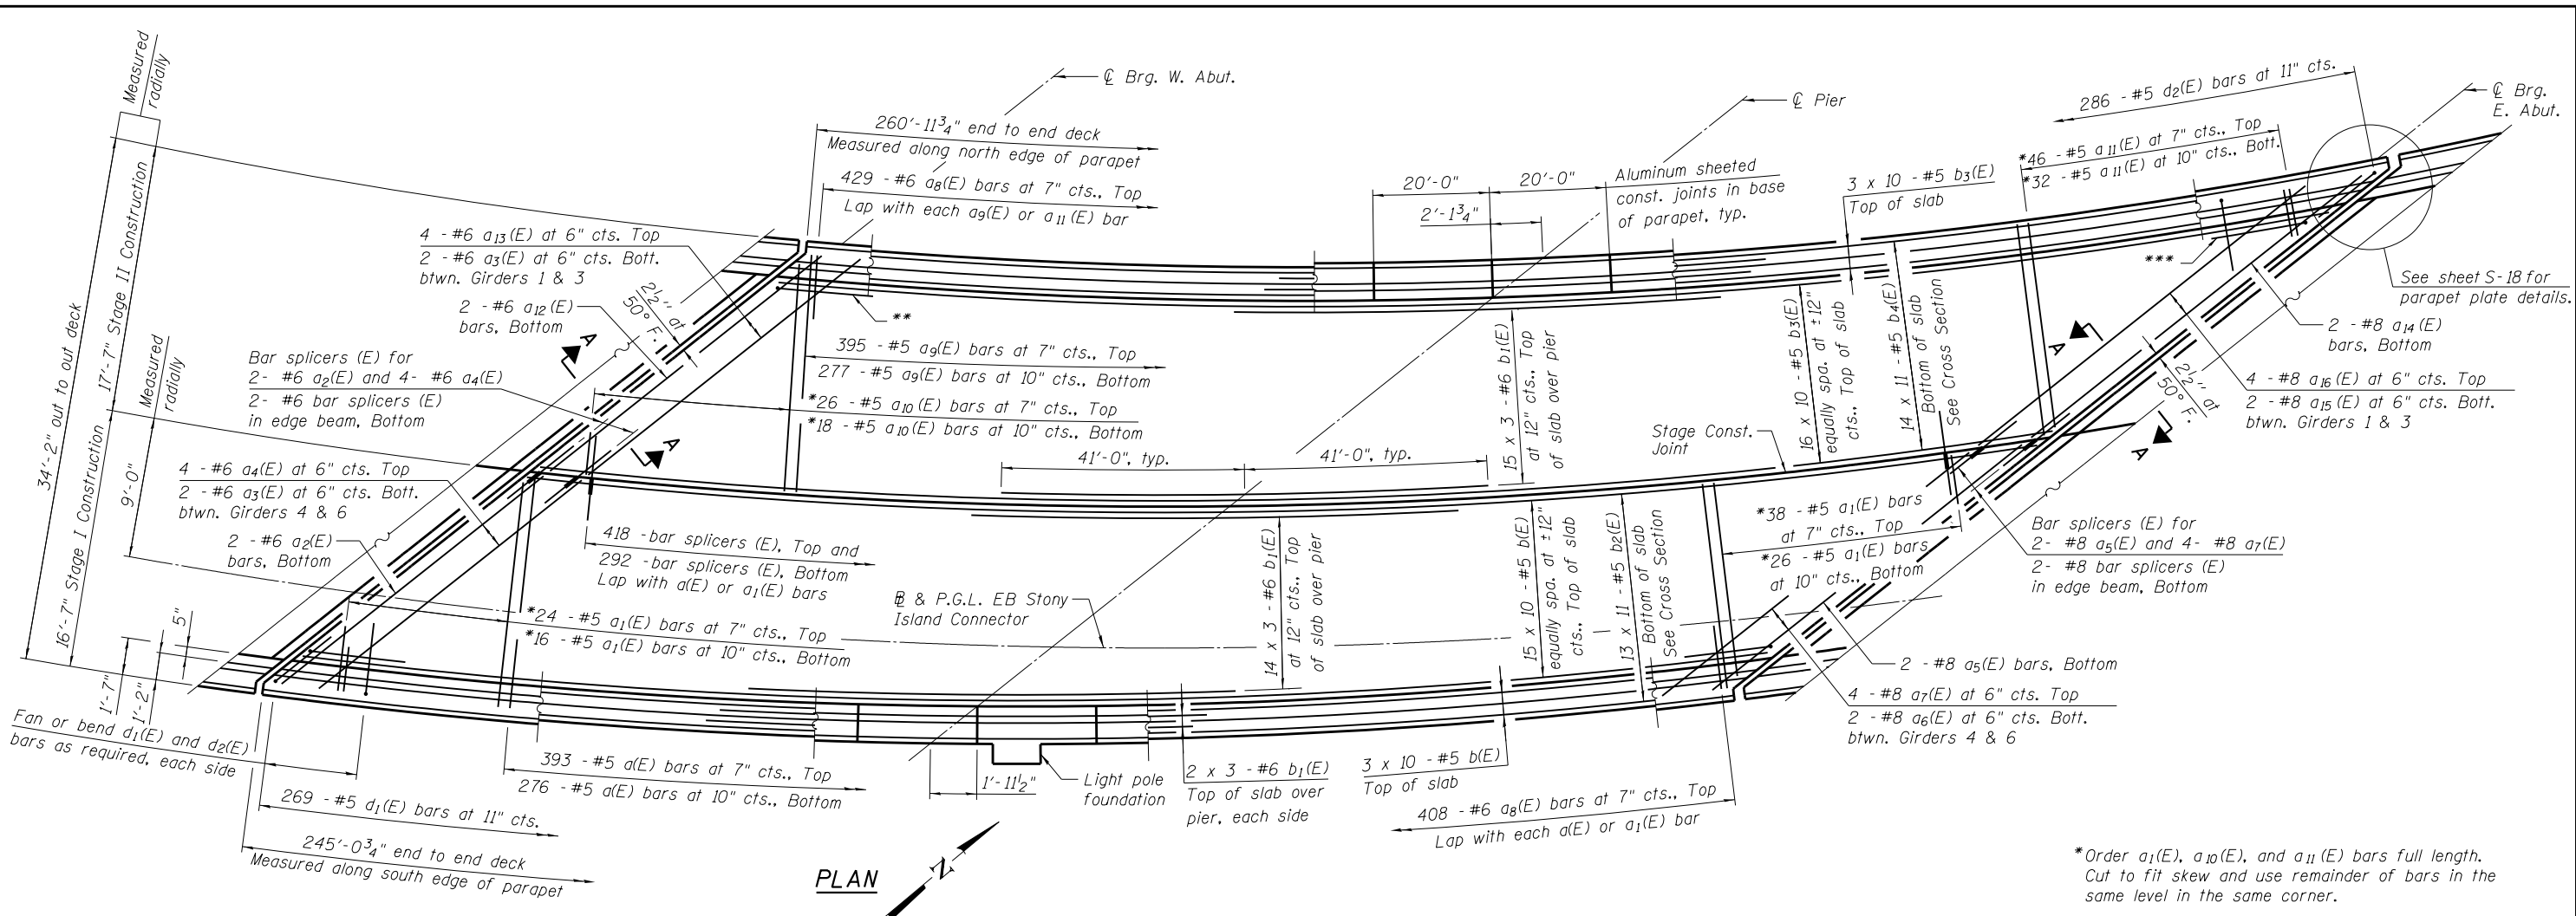 Measured
radially
34'-2" out to out deck
17'-7" Stage II Construction
16'-7" Stage I Construction
Measured
radially
9'-0"
5"
1'-7"
1'-2"
Fan or bend d1(E) and d2(E)
bars as required, each side
℄ Brg. W. Abut.
260'-11 3/4" end to end deck
Measured along north edge of parapet
429 - #6 a8(E) bars at 7" cts., Top
Lap with each a9(E) or a11(E) bar
4 - #6 a13(E) at 6" cts. Top
2 - #6 a3(E) at 6" cts. Bott.
btwn. Girders 1 & 3
2 - #6 a12(E)
bars, Bottom
2 1/2" at
50° F.
A
Bar splicers (E) for
2- #6 a2(E) and 4- #6 a4(E)
2- #6 bar splicers (E)
in edge beam, Bottom
A
4 - #6 a4(E) at 6" cts. Top
2 - #6 a3(E) at 6" cts. Bott.
btwn. Girders 4 & 6
2 - #6 a2(E)
bars, Bottom
**
395 - #5 a9(E) bars at 7" cts., Top
277 - #5 a9(E) bars at 10" cts., Bottom
*26 - #5 a10(E) bars at 7" cts., Top
*18 - #5 a10(E) bars at 10" cts., Bottom
41'-0", typ.
41'-0", typ.
418 -bar splicers (E), Top and
292 -bar splicers (E), Bottom
Lap with a(E) or a1(E) bars
*24 - #5 a1(E) bars at 7" cts., Top
*16 - #5 a1(E) bars at 10" cts., Bottom
℄ & P.G.L. EB Stony
Island Connector
393 - #5 a(E) bars at 7" cts., Top
276 - #5 a(E) bars at 10" cts., Bottom
269 - #5 d1(E) bars at 11" cts.
245'-0 3/4" end to end deck
Measured along south edge of parapet
℄ Pier
20'-0"
20'-0"
2'-1 3/4"
Aluminum sheeted
const. joints in base
of parapet, typ.
3 x 10 - #5 b3(E)
Top of slab
286 - #5 d2(E) bars at 11" cts.
*46 - #5 a11(E) at 7" cts., Top
*32 - #5 a11(E) at 10" cts., Bott.
℄ Brg.
E. Abut.
***
See sheet S-18 for
parapet plate details.
2 - #8 a14(E)
bars, Bottom
4 - #8 a16(E) at 6" cts. Top
2 - #8 a15(E) at 6" cts. Bott.
btwn. Girders 1 & 3
2 1/2" at
50° F.
A
A
15 x 3 - #6 b1(E)
at 12" cts., Top
of slab over pier
16 x 10 - #5 b3(E)
equally spa. at ±12"
cts., Top of slab
14 x 11 - #5 b4(E)
Bottom of slab
See Cross Section
Stage Const.
Joint
14 x 3 - #6 b1(E)
at 12" cts., Top
of slab over pier
15 x 10 - #5 b(E)
equally spa. at ±12"
cts., Top of slab
13 x 11 - #5 b2(E)
Bottom of slab
See Cross Section
*38 - #5 a1(E) bars
at 7" cts., Top
*26 - #5 a1(E) bars
at 10" cts., Bottom
Bar splicers (E) for
2- #8 a5(E) and 4- #8 a7(E)
2- #8 bar splicers (E)
in edge beam, Bottom
2 - #8 a5(E) bars, Bottom
4 - #8 a7(E) at 6" cts. Top
2 - #8 a6(E) at 6" cts. Bott.
btwn. Girders 4 & 6
1'-11 1/2"
Light pole
foundation
2 x 3 - #6 b1(E)
Top of slab over
pier, each side
3 x 10 - #5 b(E)
Top of slab
408 - #6 a8(E) bars at 7" cts., Top
Lap with each a(E) or a1(E) bar
PLAN
N
*Order a1(E), a10(E), and a11(E) bars full length.
Cut to fit skew and use remainder of bars in the
same level in the same corner.